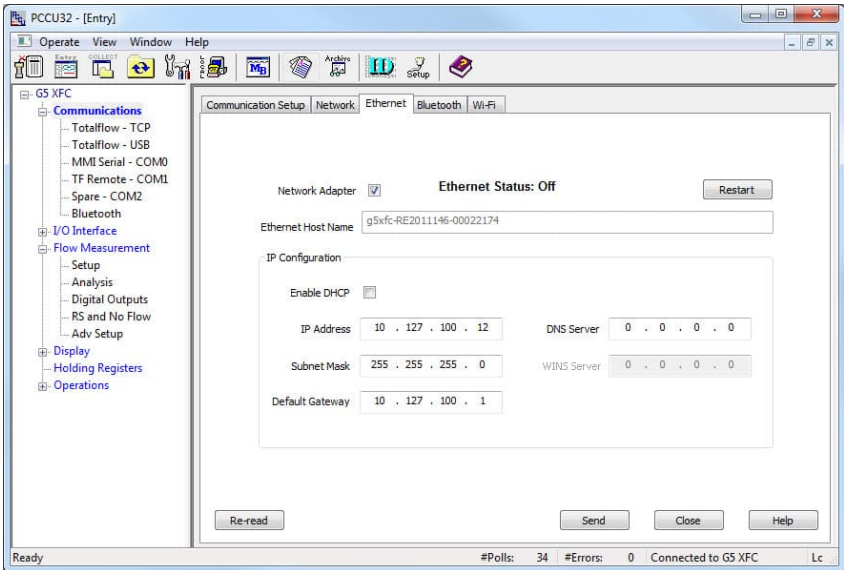 PCCU32 - [Entry]
Operate View Window Help
Entry COLLECT Archive
MB ID Setup
G5 XFC
Communications
Totalflow - TCP
Totalflow - USB
MMI Serial - COM0
TF Remote - COM1
Spare - COM2
Bluetooth
I/O Interface
Flow Measurement
Setup
Analysis
Digital Outputs
RS and No Flow
Adv Setup
Display
Holding Registers
Operations
Communication Setup Network Ethernet Bluetooth Wi-Fi
Network Adapter Ethernet Status: Off Restart
Ethernet Host Name g5xfc-RE2011146-00022174
IP Configuration
Enable DHCP
IP Address 10 . 127 . 100 . 12 DNS Server 0 . 0 . 0 . 0
Subnet Mask 255 . 255 . 255 . 0 WINS Server 0 . 0 . 0 . 0
Default Gateway 10 . 127 . 100 . 1
Re-read Send Close Help
Ready #Polls: 34 #Errors: 0 Connected to G5 XFC Lc